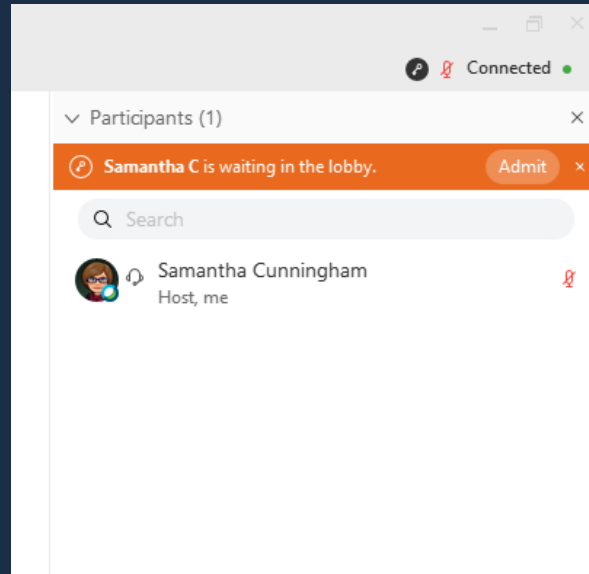 Connected
Participants (1)
Samantha C is waiting in the lobby. Admit
Search
Samantha Cunningham
Host, me